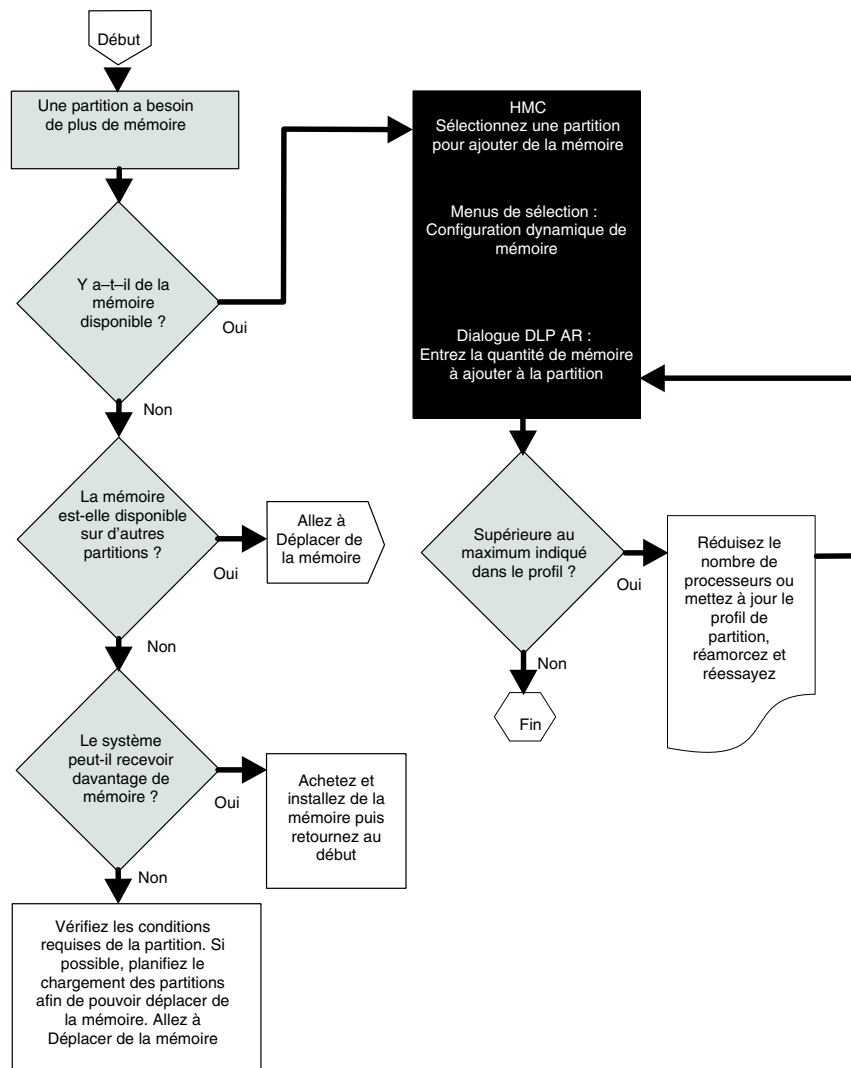 Début
Une partition a besoin
de plus de mémoire
Y a–t–il de la
mémoire
disponible ?
Oui
Non
La mémoire
est-elle disponible
sur d'autres
partitions ?
Oui
Allez à
Déplacer de
la mémoire
Non
Le système
peut-il recevoir
davantage de
mémoire ?
Oui
Achetez et
installez de la
mémoire puis
retournez au
début
Non
Vérifiez les conditions
requises de la partition. Si
possible, planifiez le
chargement des partitions
afin de pouvoir déplacer de
la mémoire. Allez à
Déplacer de la mémoire
HMC
Sélectionnez une partition
pour ajouter de la mémoire
Menus de sélection :
Configuration dynamique de
mémoire
Dialogue DLP AR :
Entrez la quantité de mémoire
à ajouter à la partition
Supérieure au
maximum indiqué
dans le profil ?
Oui
Réduisez le
nombre de
processeurs ou
mettez à jour le
profil de
partition,
réamorcez et
réessayez
Non
Fin